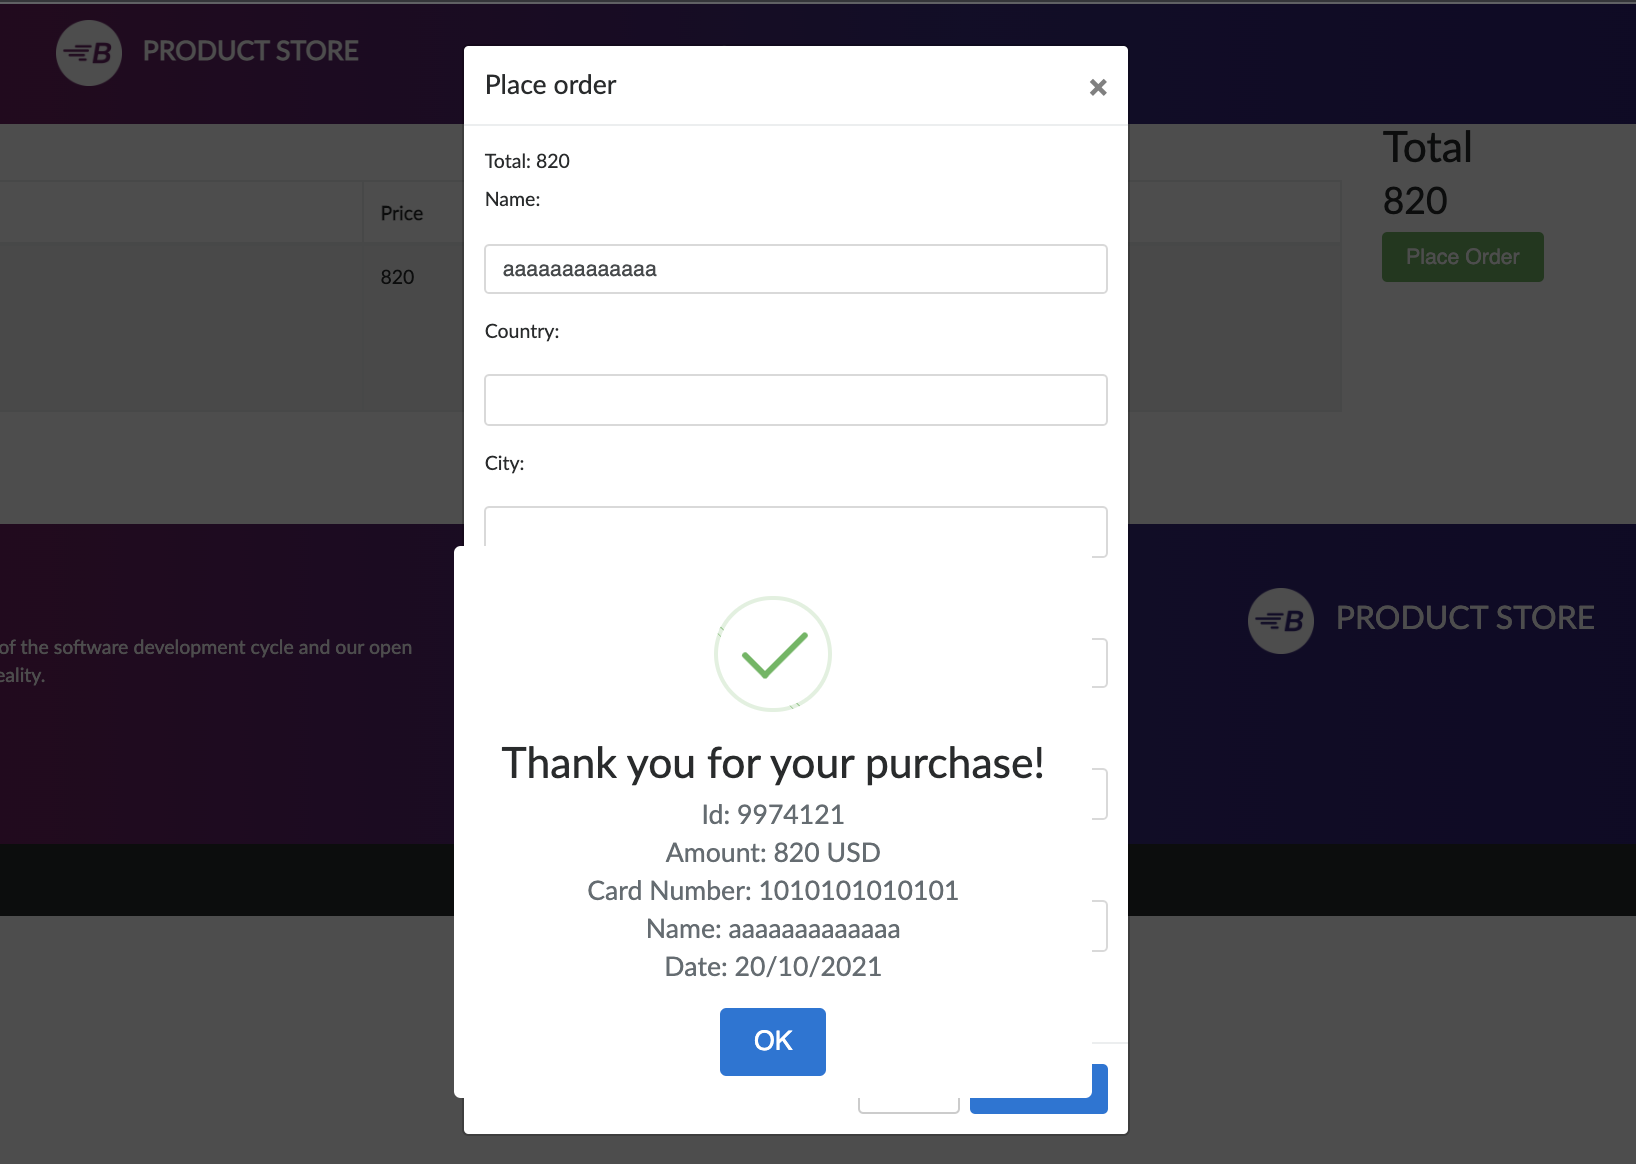 PRODUCT STORE
Place order
×
Total: 820
Name:
aaaaaaaaaaaaa
Country:
City:
Price
820
Total
820
Place Order
of the software development cycle and our open
eality.
B PRODUCT STORE
Thank you for your purchase!
Id: 9974121
Amount: 820 USD
Card Number: 1010101010101
Name: aaaaaaaaaaaaa
Date: 20/10/2021
OK